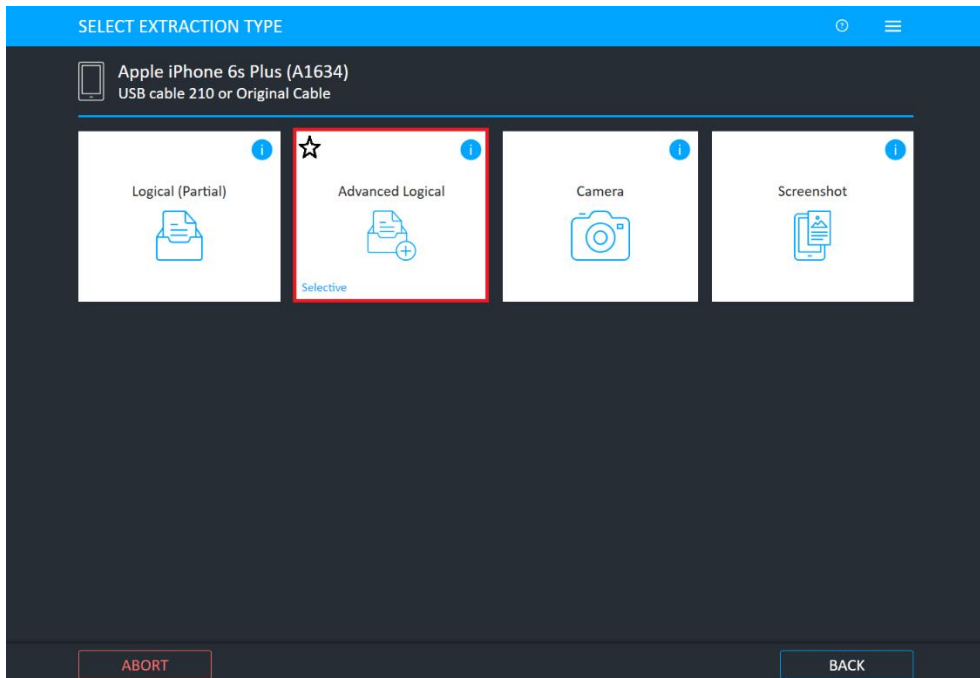 SELECT EXTRACTION TYPE
Apple iPhone 6s Plus (A1634)
USB cable 210 or Original Cable
Logical (Partial)
Advanced Logical
Selective
Camera
Screenshot
ABORT
BACK